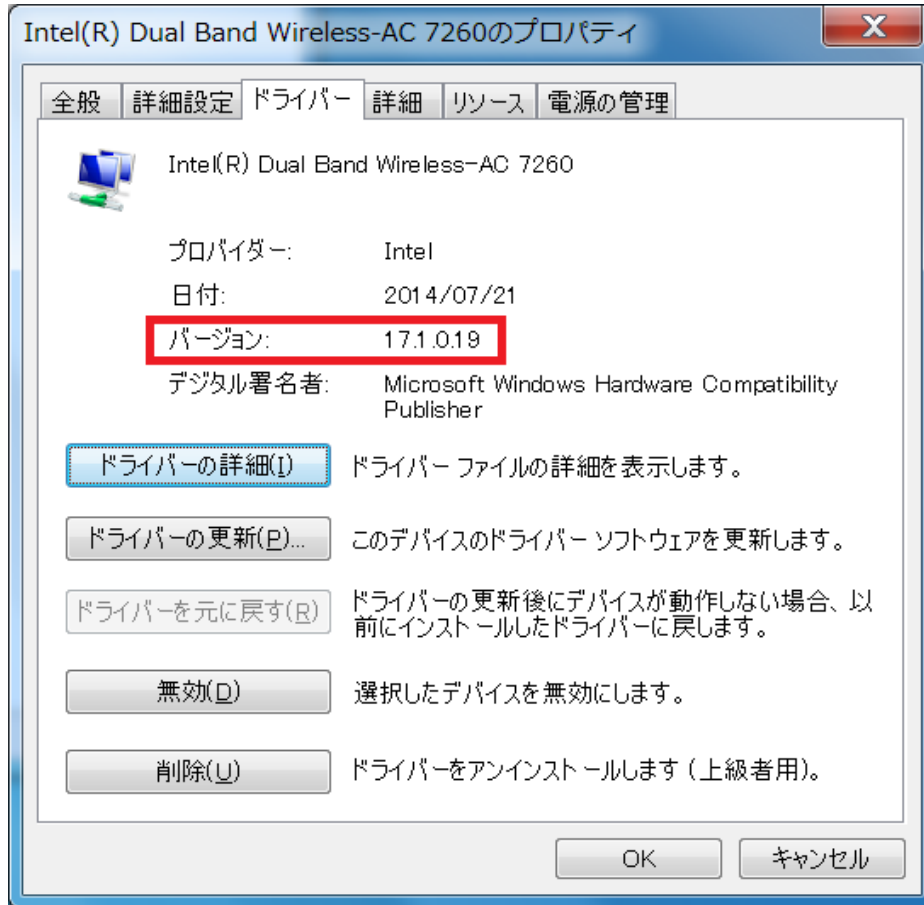 Intel(R) Dual Band Wireless-AC 7260のプロパティ
X
全般 詳細設定 ドライバー 詳細 リソース 電源の管理
Intel(R) Dual Band Wireless-AC 7260
プロバイダー: Intel
日付: 2014/07/21
バージョン: 17.1.0.19
デジタル署名者: Microsoft Windows Hardware Compatibility
Publisher
ドライバーの詳細(I) ドライバー ファイルの詳細を表示します。
ドライバーの更新(P)... このデバイスのドライバー ソフトウェアを更新します。
ドライバーを元に戻す(R) ドライバーの更新後にデバイスが動作しない場合、以
前にインストールしたドライバーに戻します。
無効(D) 選択したデバイスを無効にします。
削除(U) ドライバーをアンインストールします (上級者用)。
OK キャンセル